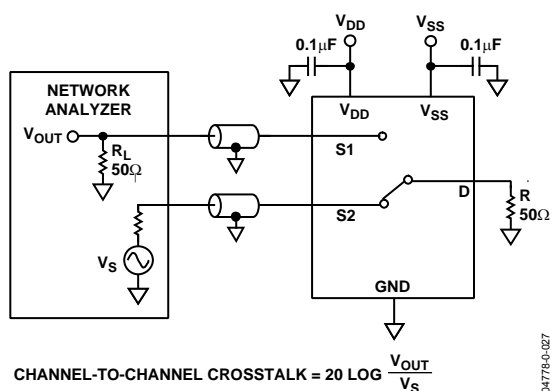 VDD
VSS
0.1μF
0.1μF
NETWORK
ANALYZER
VDD
VSS
VOUT
S1
RL
50Ω
D
R
50Ω
S2
VS
GND
CHANNEL-TO-CHANNEL CROSSTALK = 20 LOG VOUT
VS
04778-0-027